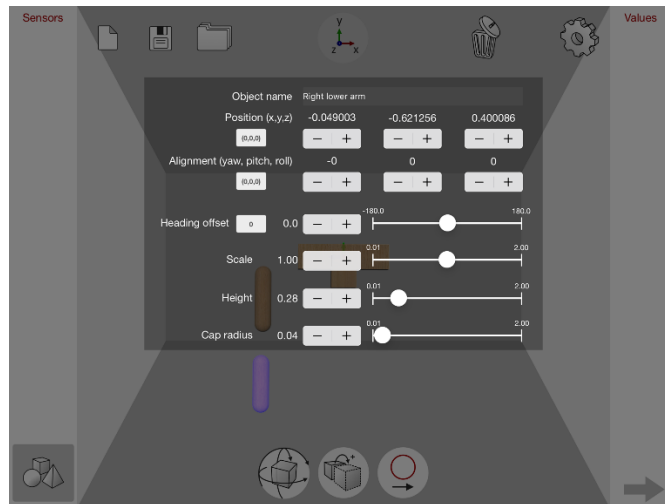 Sensors
Values
y
z x
Object name Right lower arm
Position (x,y,z) -0.049003 -0.621256 0.400086
(0,0,0) − + − + − +
Alignment (yaw, pitch, roll) -0 0 0
(0,0,0) − + − + − +
-180.0 180.0
Heading offset 0 0.0 − +
0.01 2.00
Scale 1.00 − +
0.01 2.00
Height 0.28 − +
0.01 2.00
Cap radius 0.04 − +
+